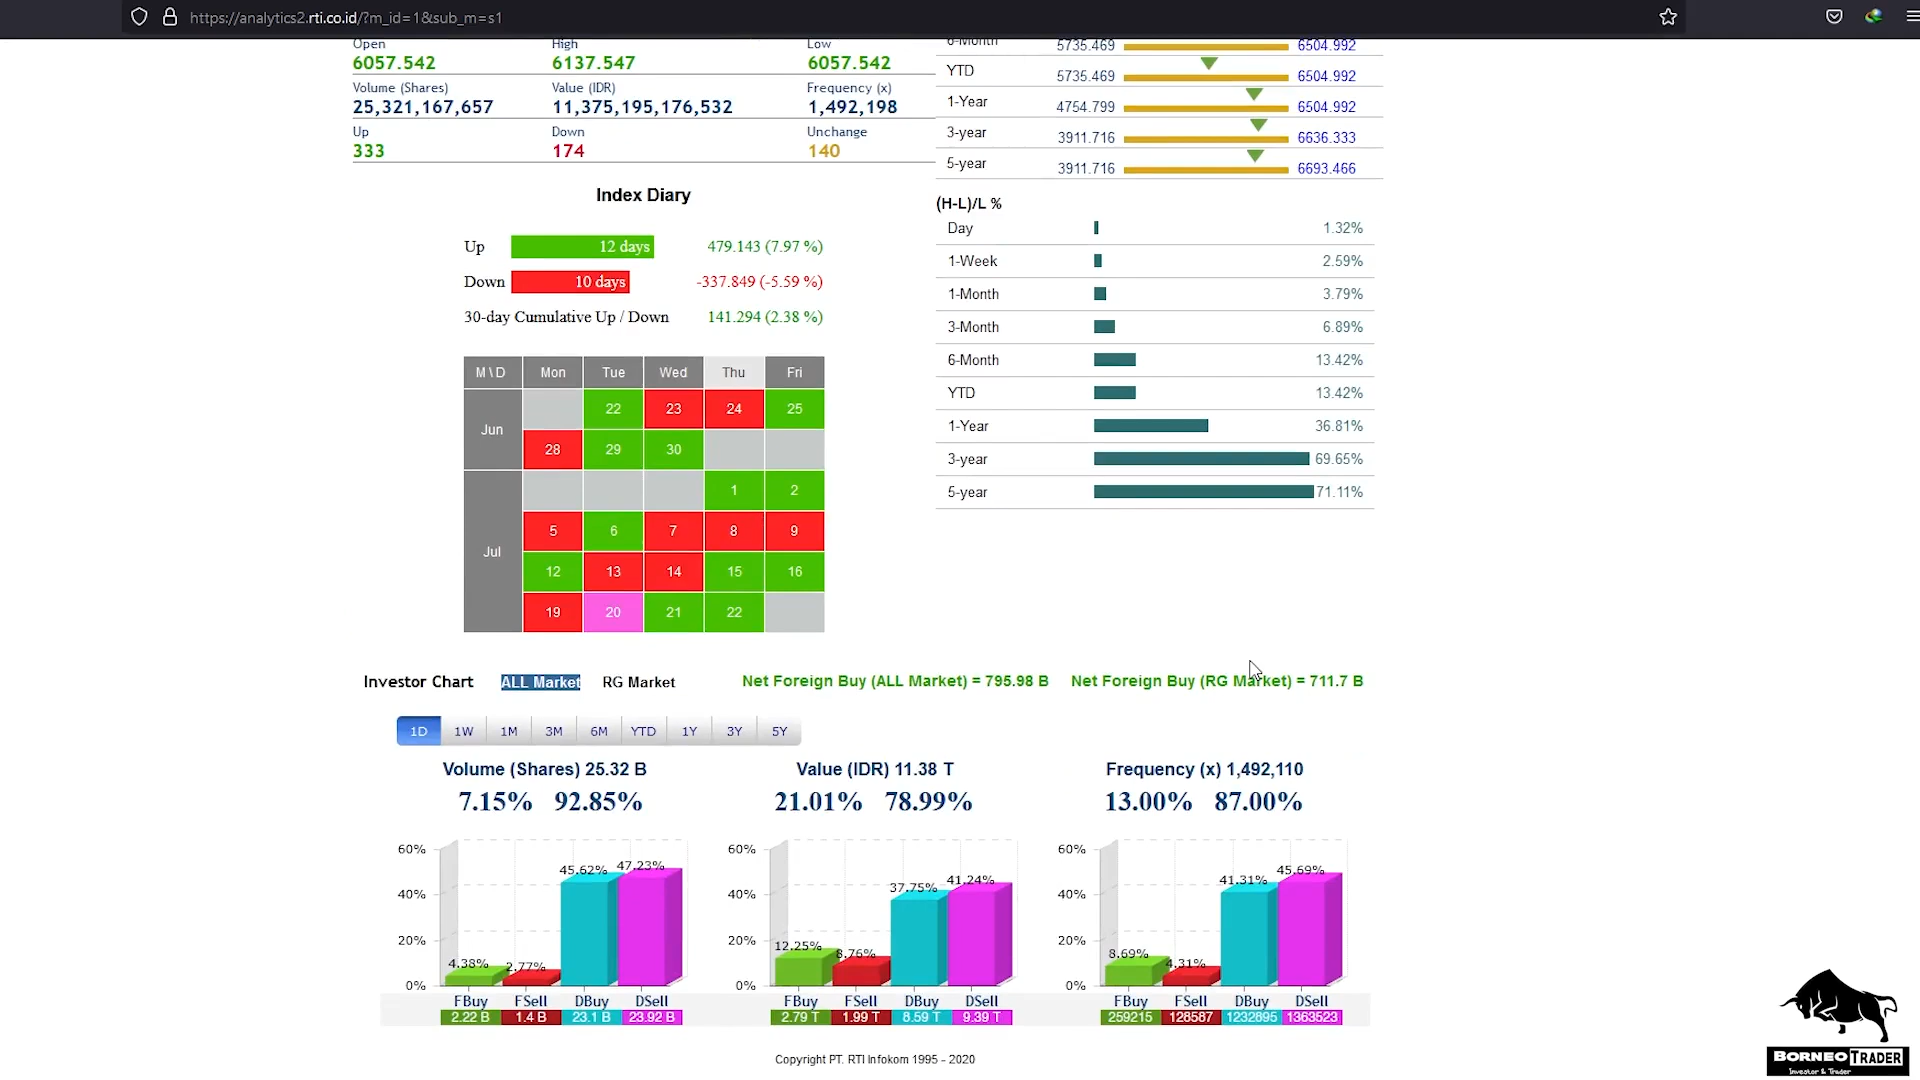 https://analytics2.rti.co.id/?m_id=1&sub_m=s1
Open High Low
6057.542 6137.547 6057.542
Volume (Shares) Value (IDR) Frequency (x)
25,321,167,657 11,375,195,176,532 1,492,198
Up Down Unchange
333 174 140
6-Month 5735.469 6504.992
YTD 5735.469 6504.992
1-Year 4754.799 6504.992
3-year 3911.716 6636.333
5-year 3911.716 6693.466
Index Diary
Up 12 days 479.143 (7.97 %)
Down 10 days -337.849 (-5.59 %)
30-day Cumulative Up / Down 141.294 (2.38 %)
M \ D Mon Tue Wed Thu Fri
Jun 22 23 24 25
28 29 30
Jul 1 2
5 6 7 8 9
12 13 14 15 16
19 20 21 22
(H-L)/L %
Day 1.32%
1-Week 2.59%
1-Month 3.79%
3-Month 6.89%
6-Month 13.42%
YTD 13.42%
1-Year 36.81%
3-year 69.65%
5-year 71.11%
Investor Chart ALL Market RG Market Net Foreign Buy (ALL Market) = 795.98 B Net Foreign Buy (RG Market) = 711.7 B
1D 1W 1M 3M 6M YTD 1Y 3Y 5Y
Volume (Shares) 25.32 B
7.15% 92.85%
60%
40%
20%
0%
4.38% 2.77% 45.62% 47.23%
FBuy FSell DBuy DSell
2.22 B 1.4 B 23.1 B 23.92 B
Value (IDR) 11.38 T
21.01% 78.99%
60%
40%
20%
0%
12.25% 8.76% 37.75% 41.24%
FBuy FSell DBuy DSell
2.79 T 1.99 T 8.59 T 9.39 T
Frequency (x) 1,492,110
13.00% 87.00%
60%
40%
20%
0%
8.69% 4.31% 41.31% 45.69%
FBuy FSell DBuy DSell
259215 128587 1232895 1363523
Copyright PT. RTI Infokom 1995 - 2020
BORNEO TRADER
Investor & Trader